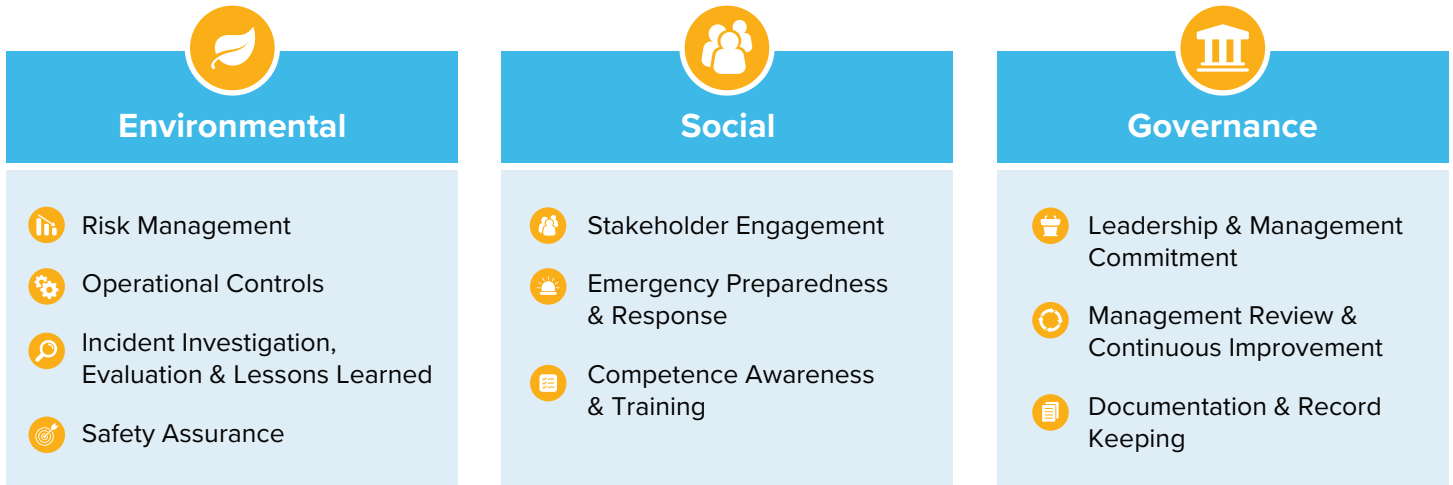 Environmental
Risk Management
Operational Controls
Incident Investigation,
Evaluation & Lessons Learned
Safety Assurance
Social
Stakeholder Engagement
Emergency Preparedness
& Response
Competence Awareness
& Training
Governance
Leadership & Management
Commitment
Management Review &
Continuous Improvement
Documentation & Record
Keeping